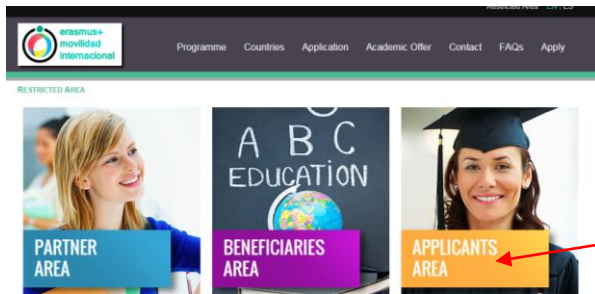 Restricted Area EN | ES
erasmus+
movilidad
internacional
Programme Countries Application Academic Offer Contact FAQs Apply
RESTRICTED AREA
A B C
EDUCATION
PARTNER
AREA
BENEFICIARIES
AREA
APPLICANTS
AREA